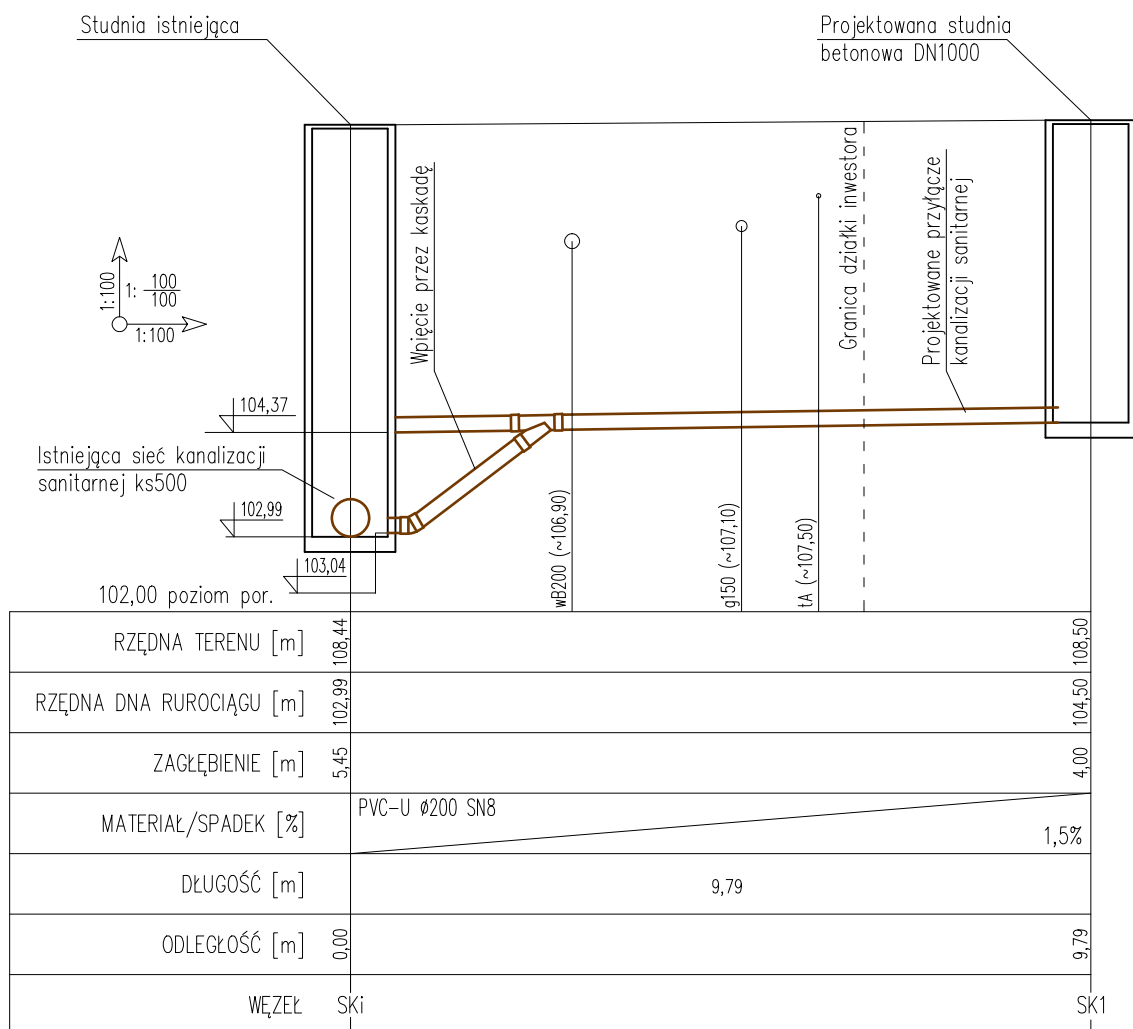 Studnia istniejąca
Projektowana studnia
betonowa DN1000
Wpięcie przez kaskadę
Granica działki inwestora
Projektowane przyłącze
kanalizacji sanitarnej
1:100
1: 100
100
1:100
104,37
Istniejąca sieć kanalizacji
sanitarnej ks500
102,99
103,04
wB200 (~106,90)
g150 (~107,10)
tA (~107,50)
102,00 poziom por.
RZĘDNA TERENU [m] 108,44 108,50
RZĘDNA DNA RUROCIĄGU [m] 102,99 104,50
ZAGŁĘBIENIE [m] 5,45 4,00
MATERIAŁ/SPADEK [%] PVC-U ø200 SN8 1,5%
DŁUGOŚĆ [m] 9,79
ODLEGŁOŚĆ [m] 0,00 9,79
WĘZEŁ SKi SK1